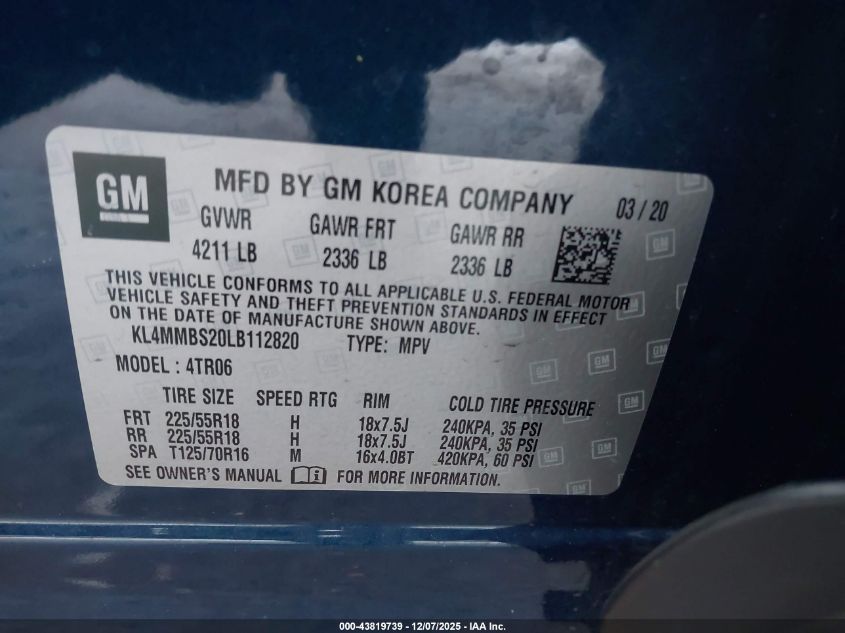 GM
MFD BY GM KOREA COMPANY 03/20
GVWR GAWR FRT GAWR RR
4211 LB 2336 LB 2336 LB
THIS VEHICLE CONFORMS TO ALL APPLICABLE U.S. FEDERAL MOTOR
VEHICLE SAFETY AND THEFT PREVENTION STANDARDS IN EFFECT
ON THE DATE OF MANUFACTURE SHOWN ABOVE.
KL4MMBS20LB112820 TYPE: MPV
MODEL : 4TR06
TIRE SIZE SPEED RTG RIM COLD TIRE PRESSURE
FRT 225/55R18 H 18x7.5J 240KPA, 35 PSI
RR 225/55R18 H 18x7.5J 240KPA, 35 PSI
SPA T125/70R16 M 16x4.0BT 420KPA, 60 PSI
SEE OWNER'S MANUAL FOR MORE INFORMATION.
000-43819739 - 12/07/2025 - IAA Inc.